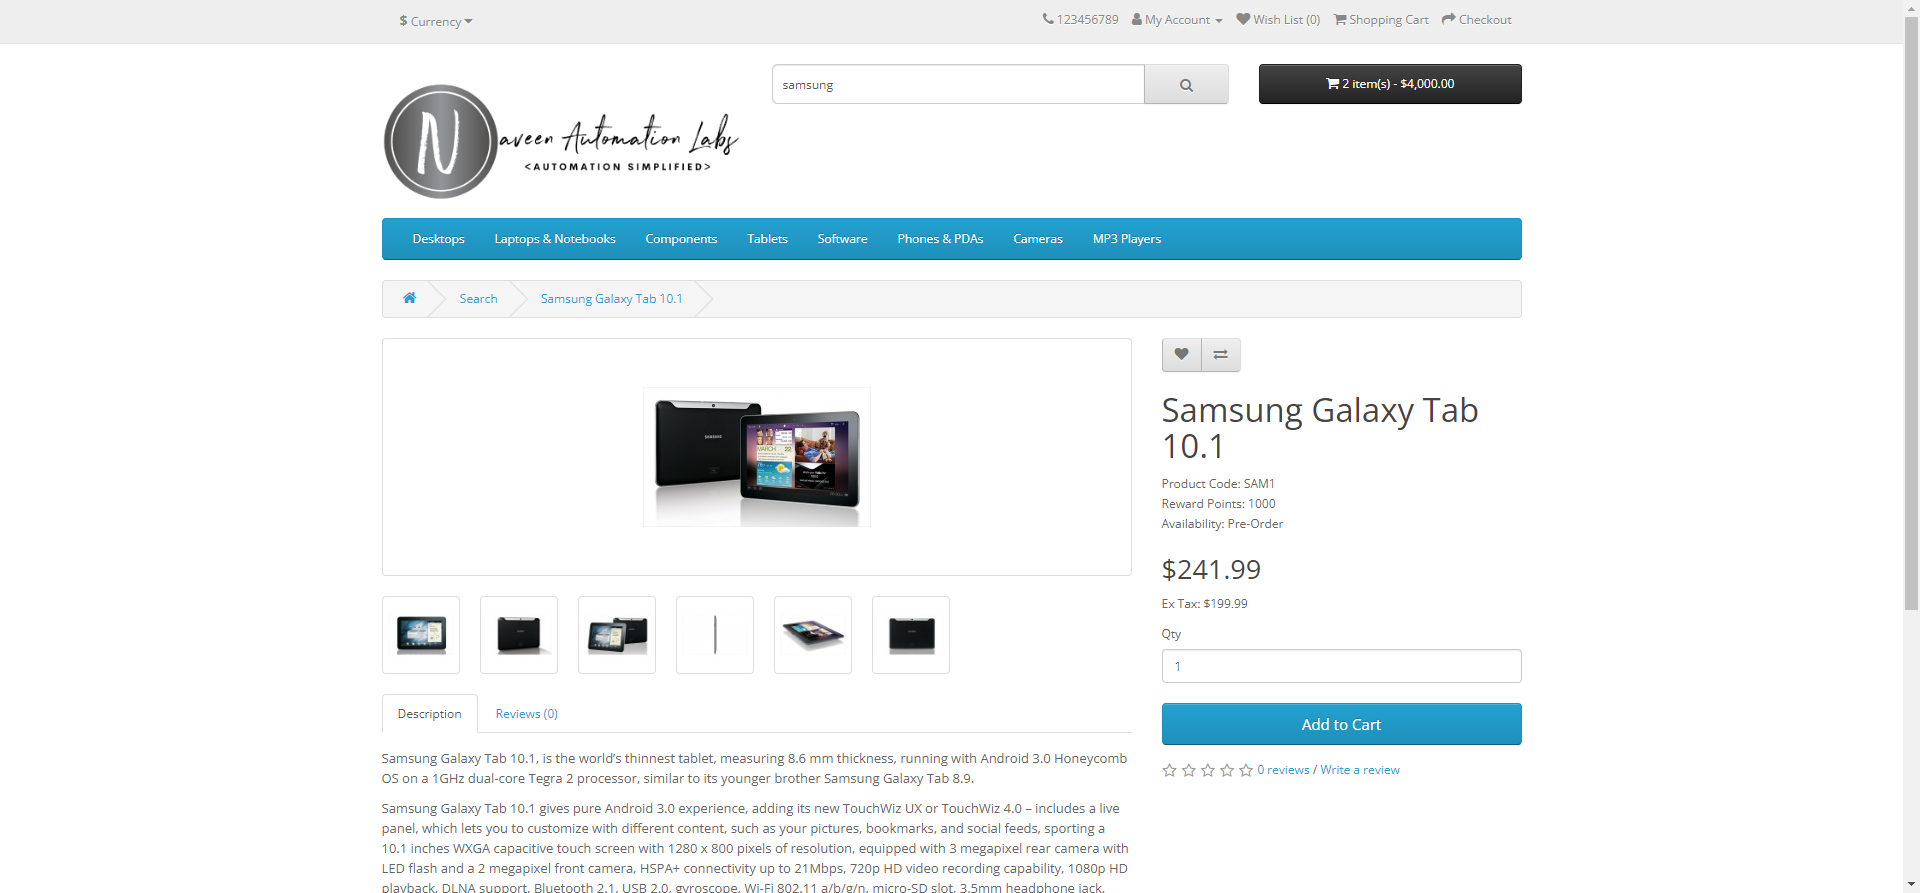 $ Currency
123456789 My Account Wish List (0) Shopping Cart Checkout
N aveen Automation Labs
<AUTOMATION SIMPLIFIED>
samsung
2 item(s) - $4,000.00
Desktops Laptops & Notebooks Components Tablets Software Phones & PDAs Cameras MP3 Players
Search Samsung Galaxy Tab 10.1
SAMSUNG
MARCH 22
Samsung Galaxy Tab
10.1
Product Code: SAM1
Reward Points: 1000
Availability: Pre-Order
$241.99
Ex Tax: $199.99
Qty
1
Add to Cart
0 reviews / Write a review
Description Reviews (0)
Samsung Galaxy Tab 10.1, is the world’s thinnest tablet, measuring 8.6 mm thickness, running with Android 3.0 Honeycomb
OS on a 1GHz dual-core Tegra 2 processor, similar to its younger brother Samsung Galaxy Tab 8.9.
Samsung Galaxy Tab 10.1 gives pure Android 3.0 experience, adding its new TouchWiz UX or TouchWiz 4.0 – includes a live
panel, which lets you to customize with different content, such as your pictures, bookmarks, and social feeds, sporting a
10.1 inches WXGA capacitive touch screen with 1280 x 800 pixels of resolution, equipped with 3 megapixel rear camera with
LED flash and a 2 megapixel front camera, HSPA+ connectivity up to 21Mbps, 720p HD video recording capability, 1080p HD
playback, DLNA support, Bluetooth 2.1, USB 2.0, gyroscope, Wi-Fi 802.11 a/b/g/n, micro-SD slot, 3.5mm headphone jack,